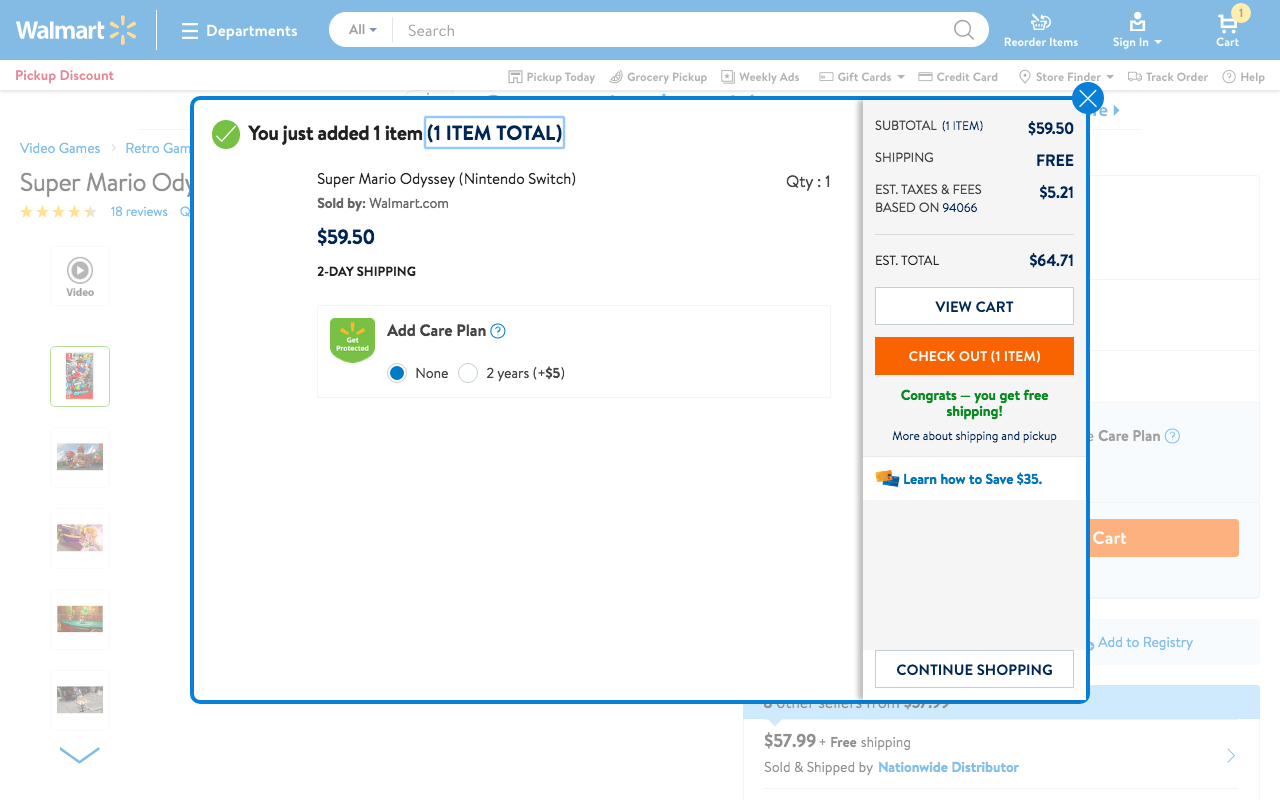 Walmart
Departments
All
Search
Reorder Items
Sign In
1
Cart
Pickup Discount
Pickup Today
Grocery Pickup
Weekly Ads
Gift Cards
Credit Card
Store Finder
Track Order
Help
Video Games
Retro Gam
Super Mario Ody
18 reviews
Q
Video
You just added 1 item (1 ITEM TOTAL)
Super Mario Odyssey (Nintendo Switch)
Qty : 1
Sold by: Walmart.com
$59.50
2-DAY SHIPPING
Get
Protected
Add Care Plan
None
2 years (+$5)
SUBTOTAL (1 ITEM) $59.50
SHIPPING FREE
EST. TAXES & FEES $5.21
BASED ON 94066
EST. TOTAL $64.71
VIEW CART
CHECK OUT (1 ITEM)
Congrats — you get free
shipping!
More about shipping and pickup
Learn how to Save $35.
CONTINUE SHOPPING
Care Plan
Cart
Add to Registry
other sellers from $57.99
$57.99 + Free shipping
Sold & Shipped by Nationwide Distributor